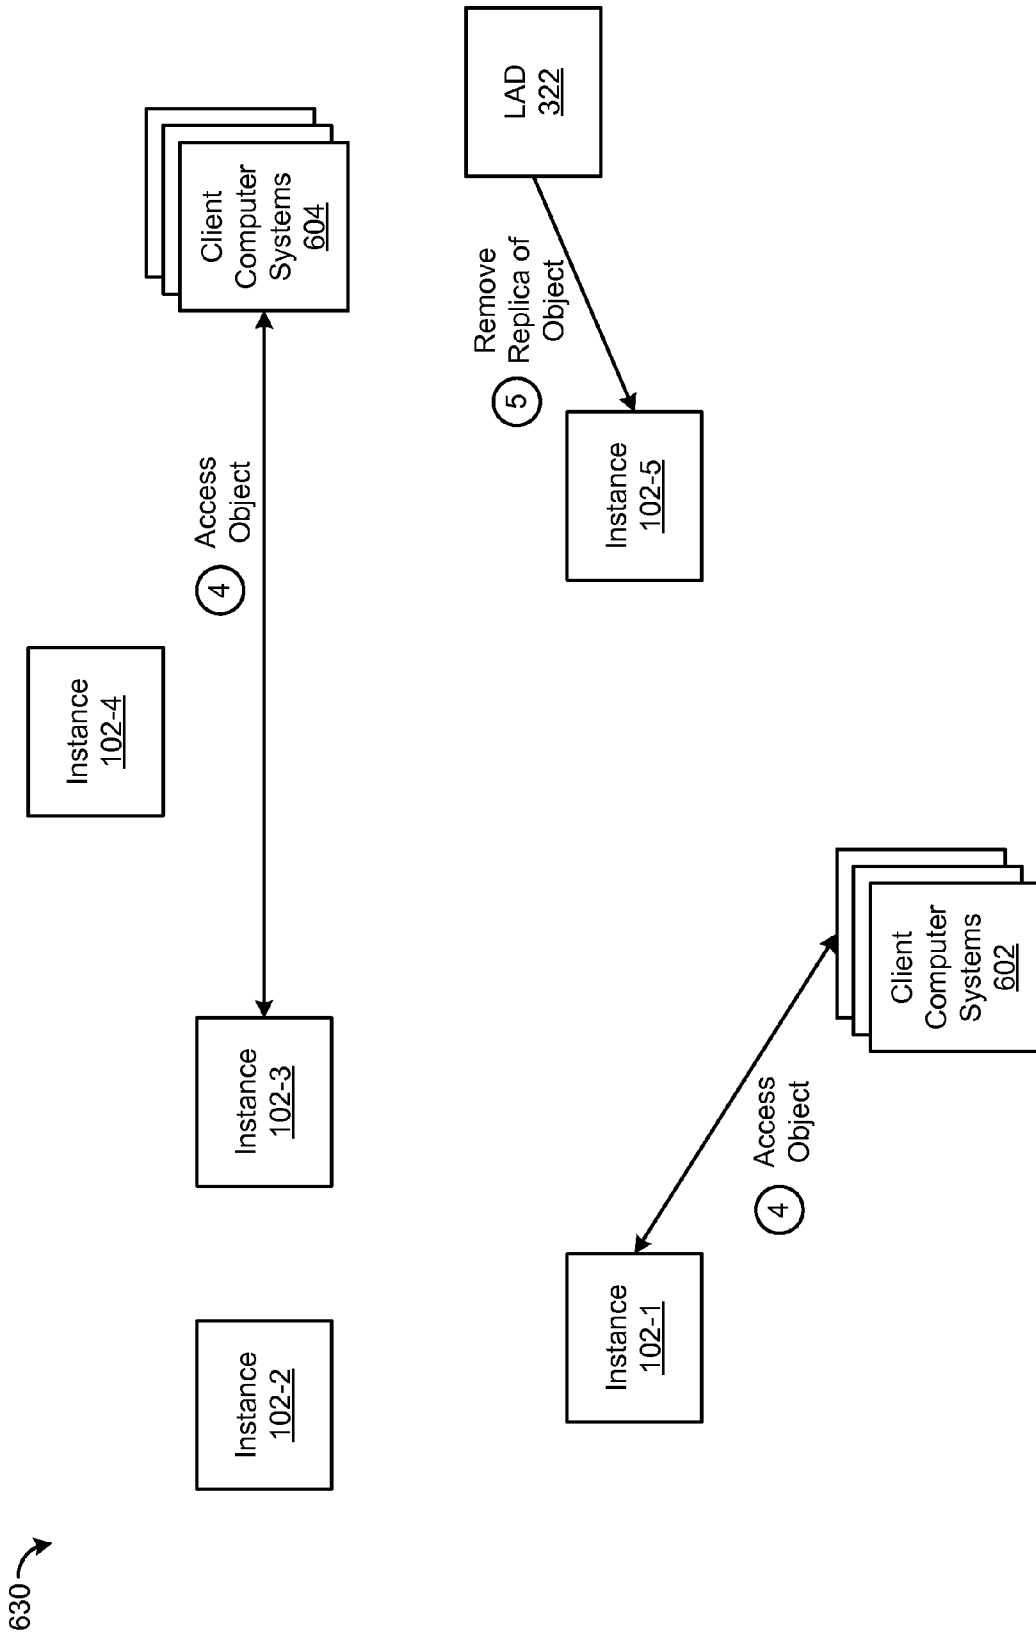 630
Instance
102-4
Client
Computer
Systems
604
4
Access
Object
Instance
102-2
Instance
102-3
LAD
322
5
Remove
Replica of
Object
Instance
102-1
Instance
102-5
4
Access
Object
Client
Computer
Systems
602